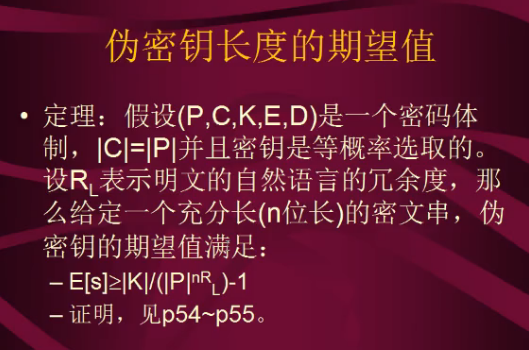 伪密钥长度的期望值
• 定理：假设(P,C,K,E,D)是一个密码体
制，|C|=|P|并且密钥是等概率选取的。
设R_L表示明文的自然语言的冗余度，那
么给定一个充分长(n位长)的密文串，伪
密钥的期望值满足：
– E[s]≥|K|/(|P|^nR_L)-1
– 证明，见p54~p55。